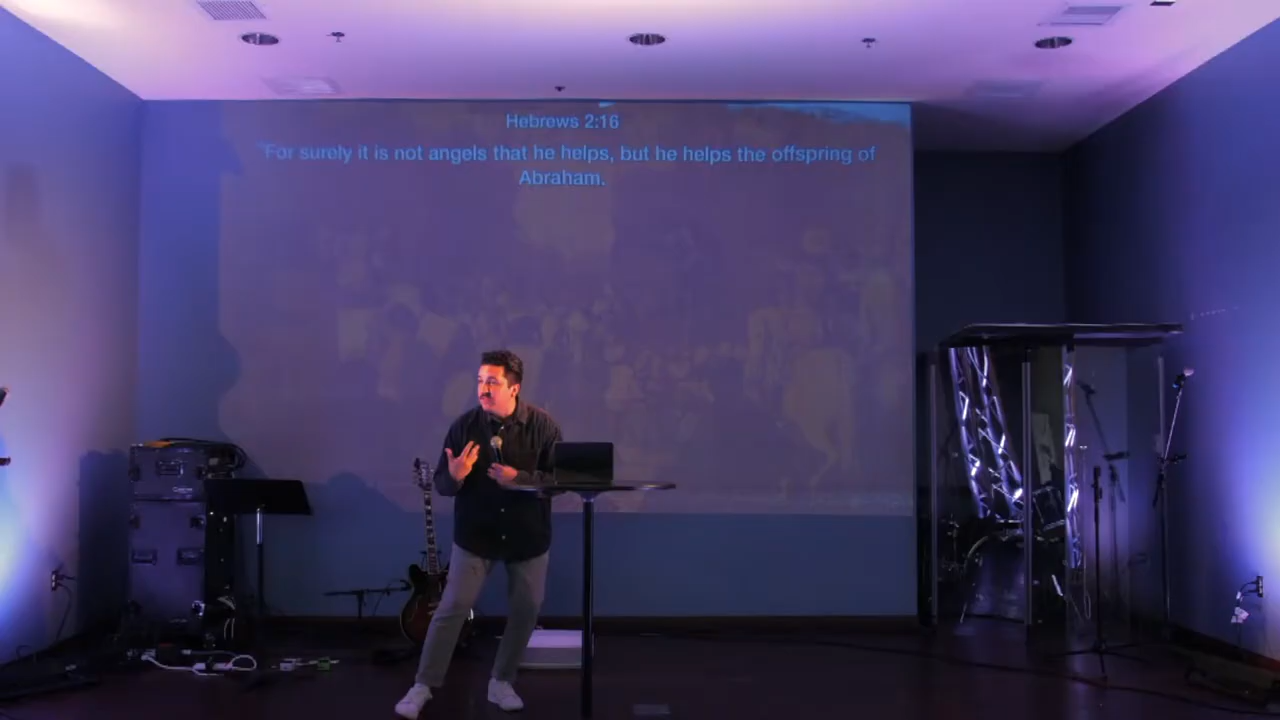 Hebrews 2:16
"For surely it is not angels that he helps, but he helps the offspring of
Abraham.